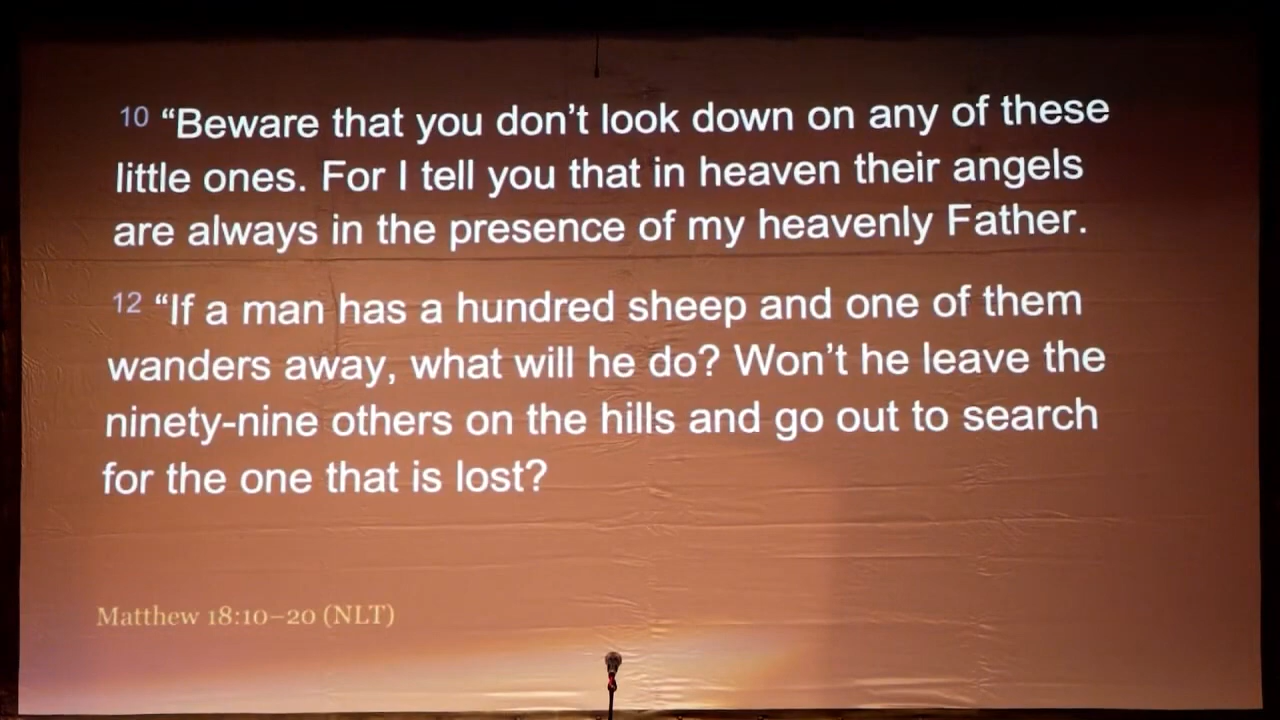 10 “Beware that you don’t look down on any of these
little ones. For I tell you that in heaven their angels
are always in the presence of my heavenly Father.
12 “If a man has a hundred sheep and one of them
wanders away, what will he do? Won’t he leave the
ninety-nine others on the hills and go out to search
for the one that is lost?
Matthew 18:10–20 (NLT)